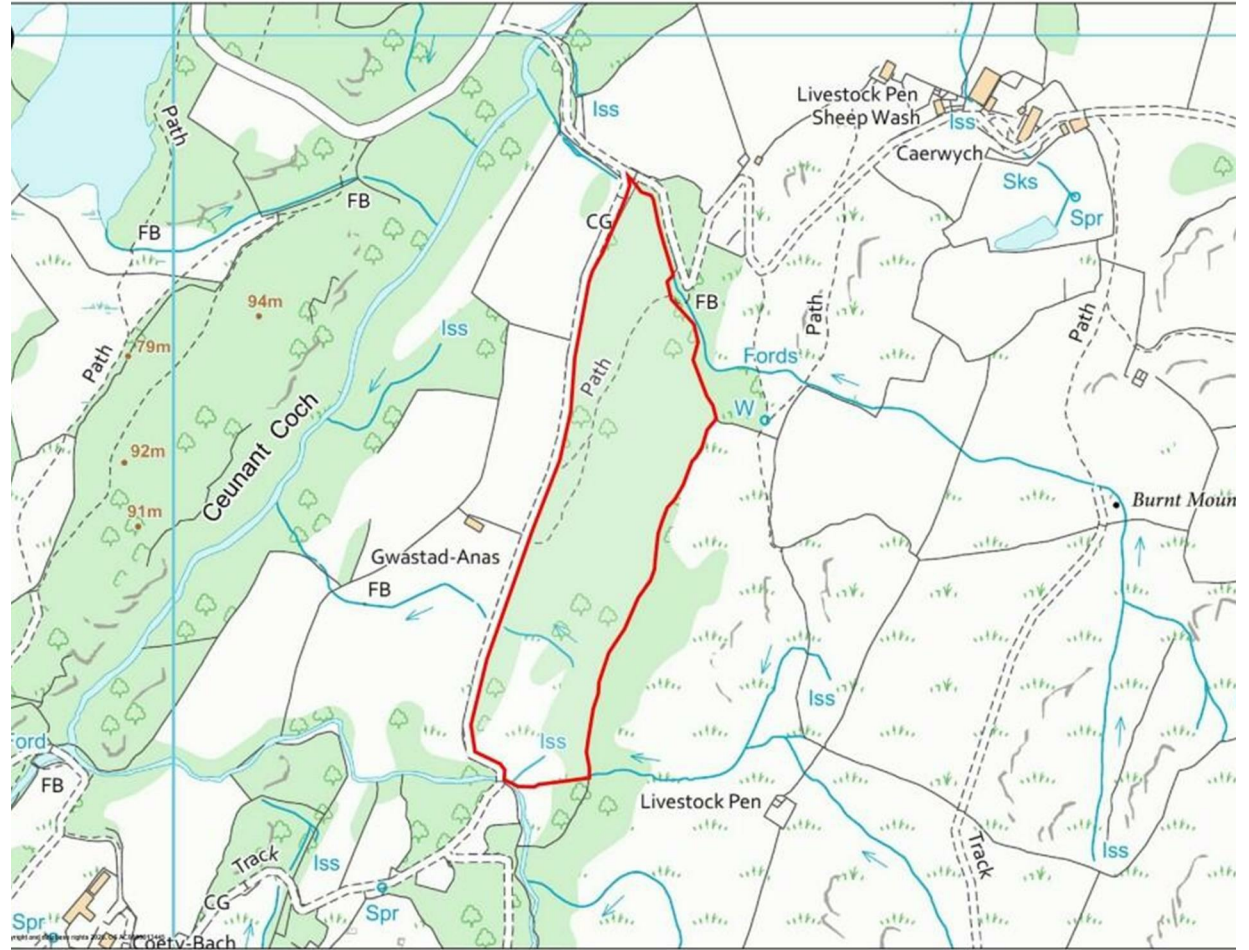 Path
Iss
Livestock Pen
Sheep Wash
Iss
Caerwych
Sks
Spr
FB
FB
CG
94m
FB
Iss
Path
79m
Path
Path
Path
Fords
W
92m
Ceunant Coch
91m
Burnt Moun
Gwastad-Anas
FB
Iss
Iss
Ford
FB
Livestock Pen
Iss
Track
Track
Iss
CG
Spr
Spr
Coety-Bach